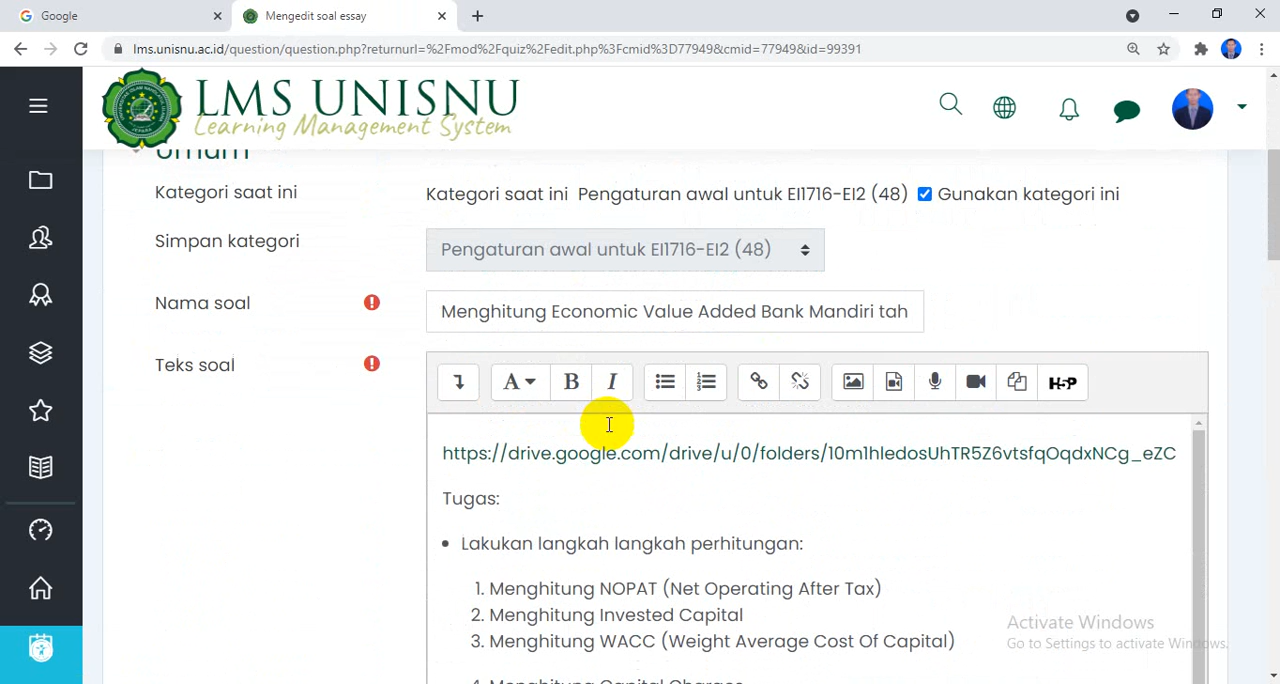 Google
Mengedit soal essay
lms.unisnu.ac.id/question/question.php?returnurl=%2Fmod%2Fquiz%2Fedit.php%3Fcmid%3D77949&cmid=77949&id=99391
LMS UNISNU
Learning Management System
Umum
Kategori saat ini
Kategori saat ini Pengaturan awal untuk EI1716-EI2 (48) Gunakan kategori ini
Simpan kategori
Pengaturan awal untuk EI1716-EI2 (48)
Nama soal
Menghitung Economic Value Added Bank Mandiri tah
Teks soal
A B I
H-P
https://drive.google.com/drive/u/0/folders/10m1hledosUhTR5Z6vtsfqOqdxNCg_eZC
Tugas:
Lakukan langkah langkah perhitungan:
1. Menghitung NOPAT (Net Operating After Tax)
2. Menghitung Invested Capital
3. Menghitung WACC (Weight Average Cost Of Capital)
4. Menghitung Capital Charges
Activate Windows
Go to Settings to activate Windows.